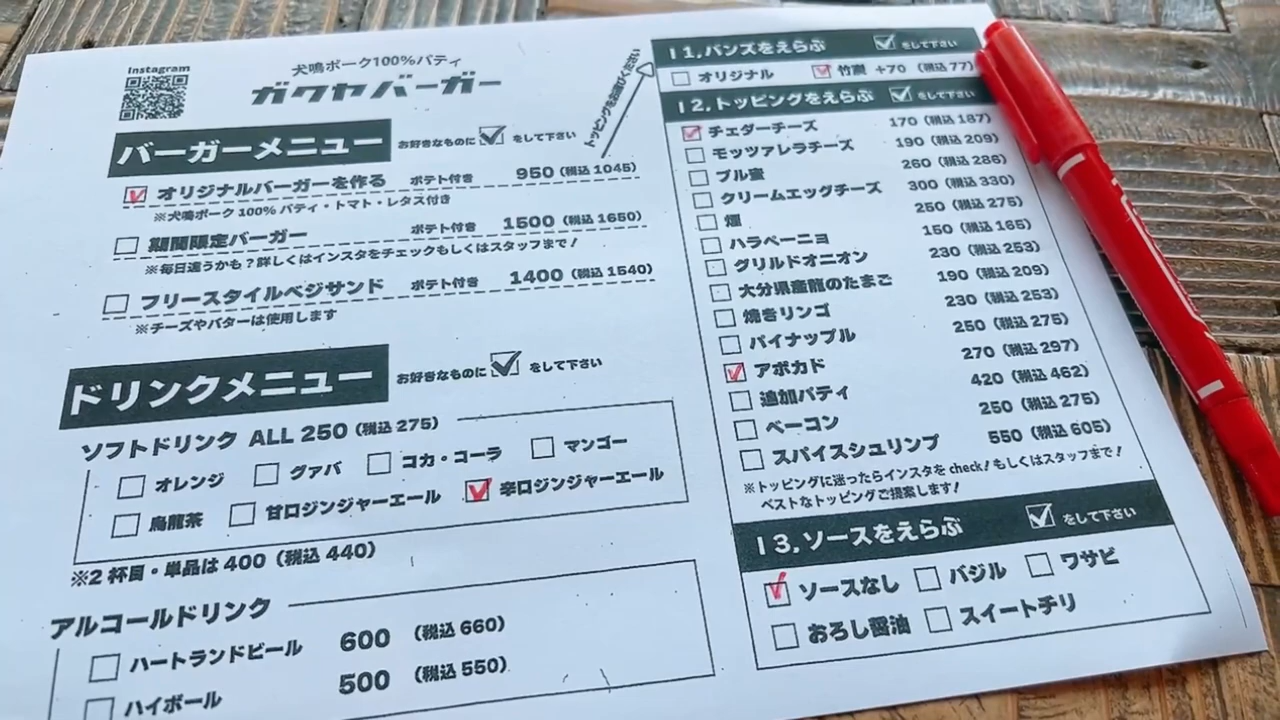 Instagram
犬鳴ポーク100%パティ
ガクヤバーガー
バーガーメニュー お好きなものに ☑ をして下さい
トッピングをお選びください
☑ オリジナルバーガーを作る ポテト付き 950 (税込 1045)
※犬鳴ポーク 100% パティ・トマト・レタス付き
☐ 期間限定バーガー ポテト付き 1500 (税込 1650)
※毎日違うかも?詳しくはインスタをチェックもしくはスタッフまで!
☐ フリースタイルベジサンド ポテト付き 1400 (税込 1540)
※チーズやバターは使用します
ドリンクメニュー お好きなものに ☑ をして下さい
ソフトドリンク ALL 250 (税込 275)
☐ オレンジ ☐ グァバ ☐ コカ・コーラ ☐ マンゴー
☐ 烏龍茶 ☐ 甘口ジンジャーエール ☑ 辛口ジンジャーエール
※2 杯目・単品は 400 (税込 440)
アルコールドリンク
☐ ハートランドビール 600 (税込 660)
☐ ハイボール 500 (税込 550)
1 1, バンズをえらぶ ☑ をして下さい
☐ オリジナル ☑ 竹炭 +70 (税込 77)
1 2, トッピングをえらぶ ☑ をして下さい
☑ チェダーチーズ 170 (税込 187)
☐ モッツァレラチーズ 190 (税込 209)
☐ ブル蜜 260 (税込 286)
☐ クリームエッグチーズ 300 (税込 330)
☐ 煙 250 (税込 275)
☐ ハラペーニョ 150 (税込 165)
☐ グリルドオニオン 230 (税込 253)
☐ 大分県産龍のたまご 190 (税込 209)
☐ 焼きリンゴ 230 (税込 253)
☐ パイナップル 250 (税込 275)
☑ アボカド 270 (税込 297)
☐ 追加パティ 420 (税込 462)
☐ ベーコン 250 (税込 275)
☐ スパイスシュリンプ 550 (税込 605)
※トッピングに迷ったらインスタを check!もしくはスタッフまで!
ベストなトッピングご提案します!
1 3, ソースをえらぶ ☑ をして下さい
☑ ソースなし ☐ バジル ☐ ワサビ
☐ おろし醤油 ☐ スイートチリ